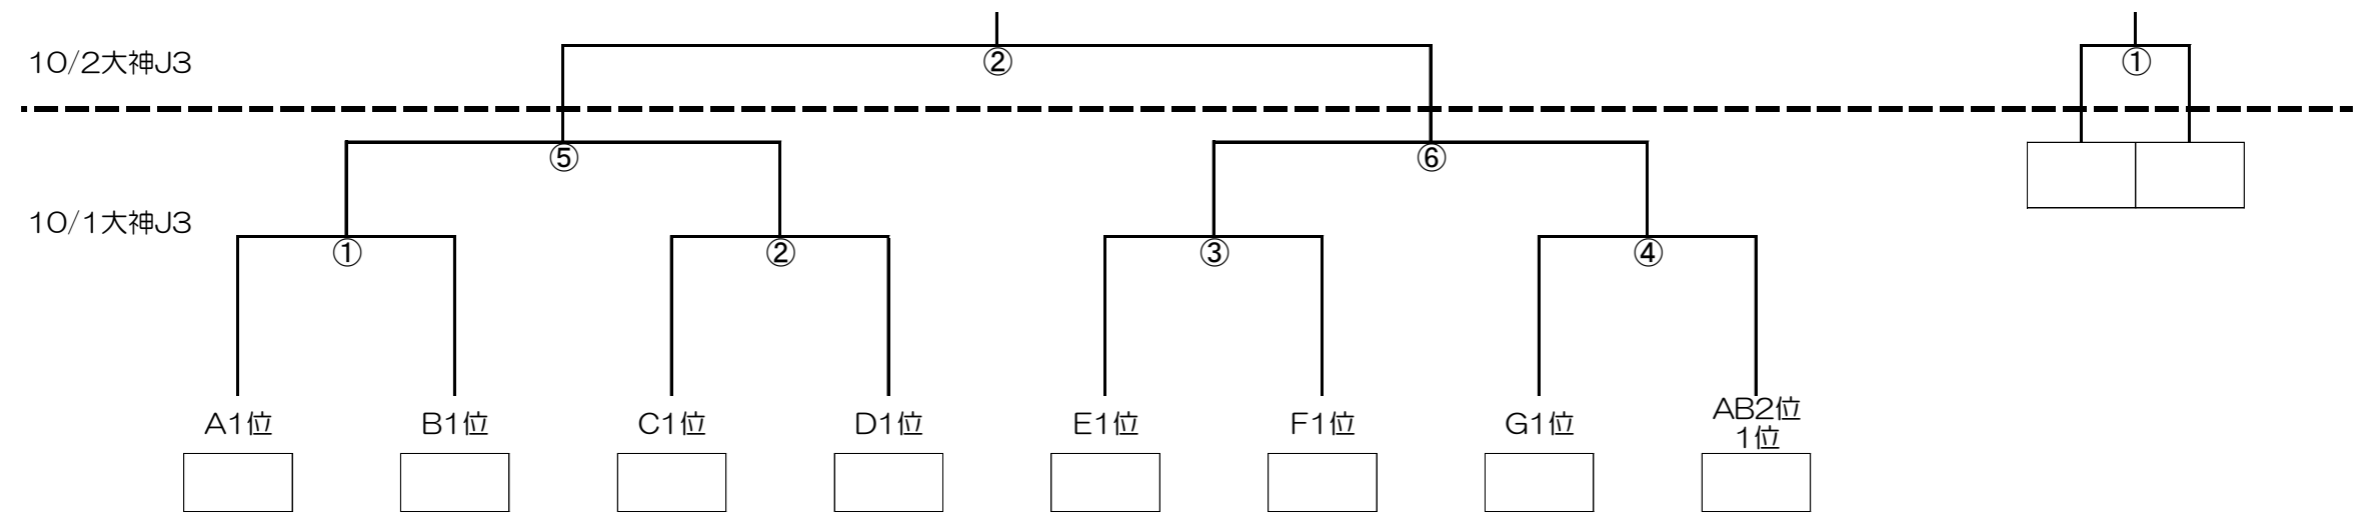 10/2大神J3
②
①
⑤
⑥
10/1大神J3
①
②
③
④
A1位
B1位
C1位
D1位
E1位
F1位
G1位
AB2位
1位